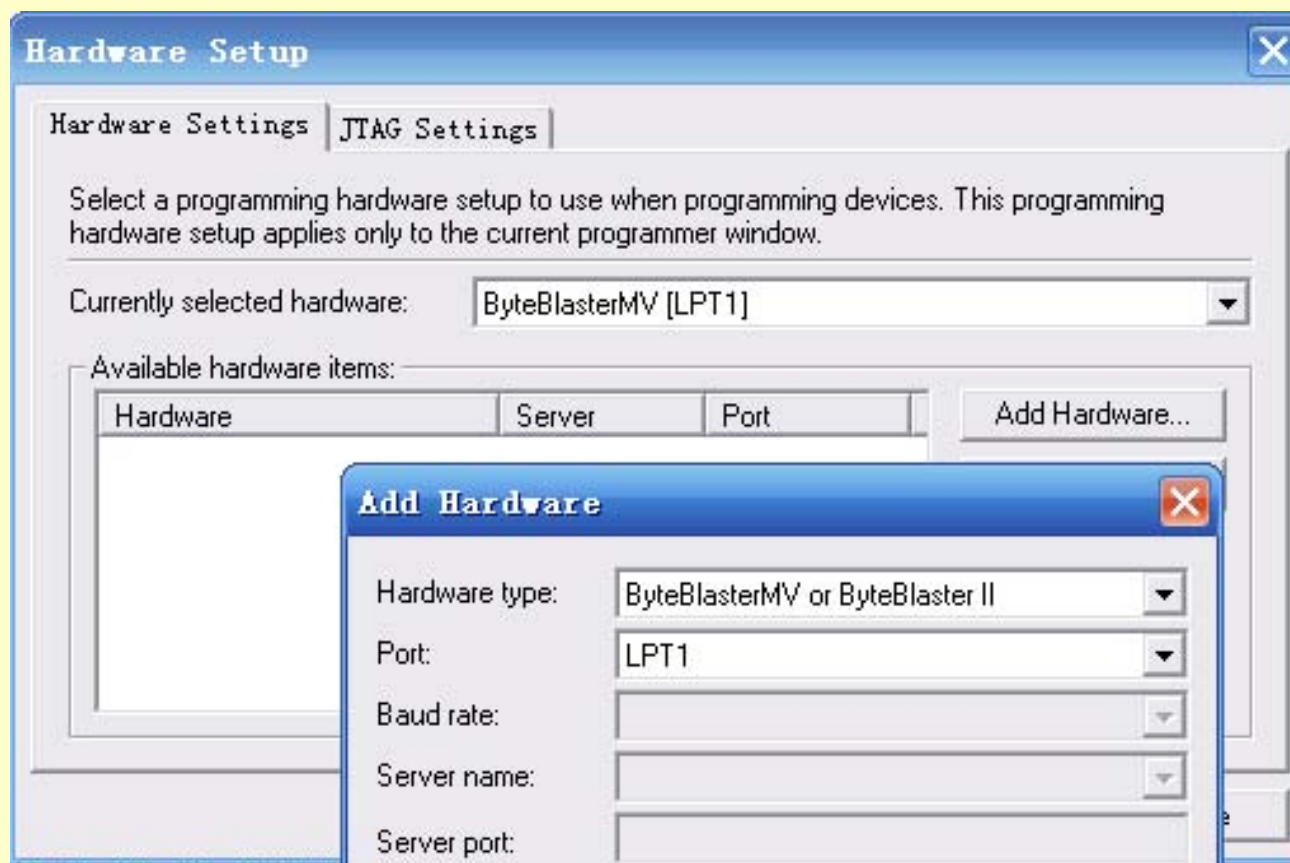 Hardware Setup
Hardware Settings
JTAG Settings
Select a programming hardware setup to use when programming devices. This programming
hardware setup applies only to the current programmer window.
Currently selected hardware:
ByteBlasterMV [LPT1]
Available hardware items:
Hardware
Server
Port
Add Hardware...
Add Hardware
Hardware type:
ByteBlasterMV or ByteBlaster II
Port:
LPT1
Baud rate:
Server name:
Server port: